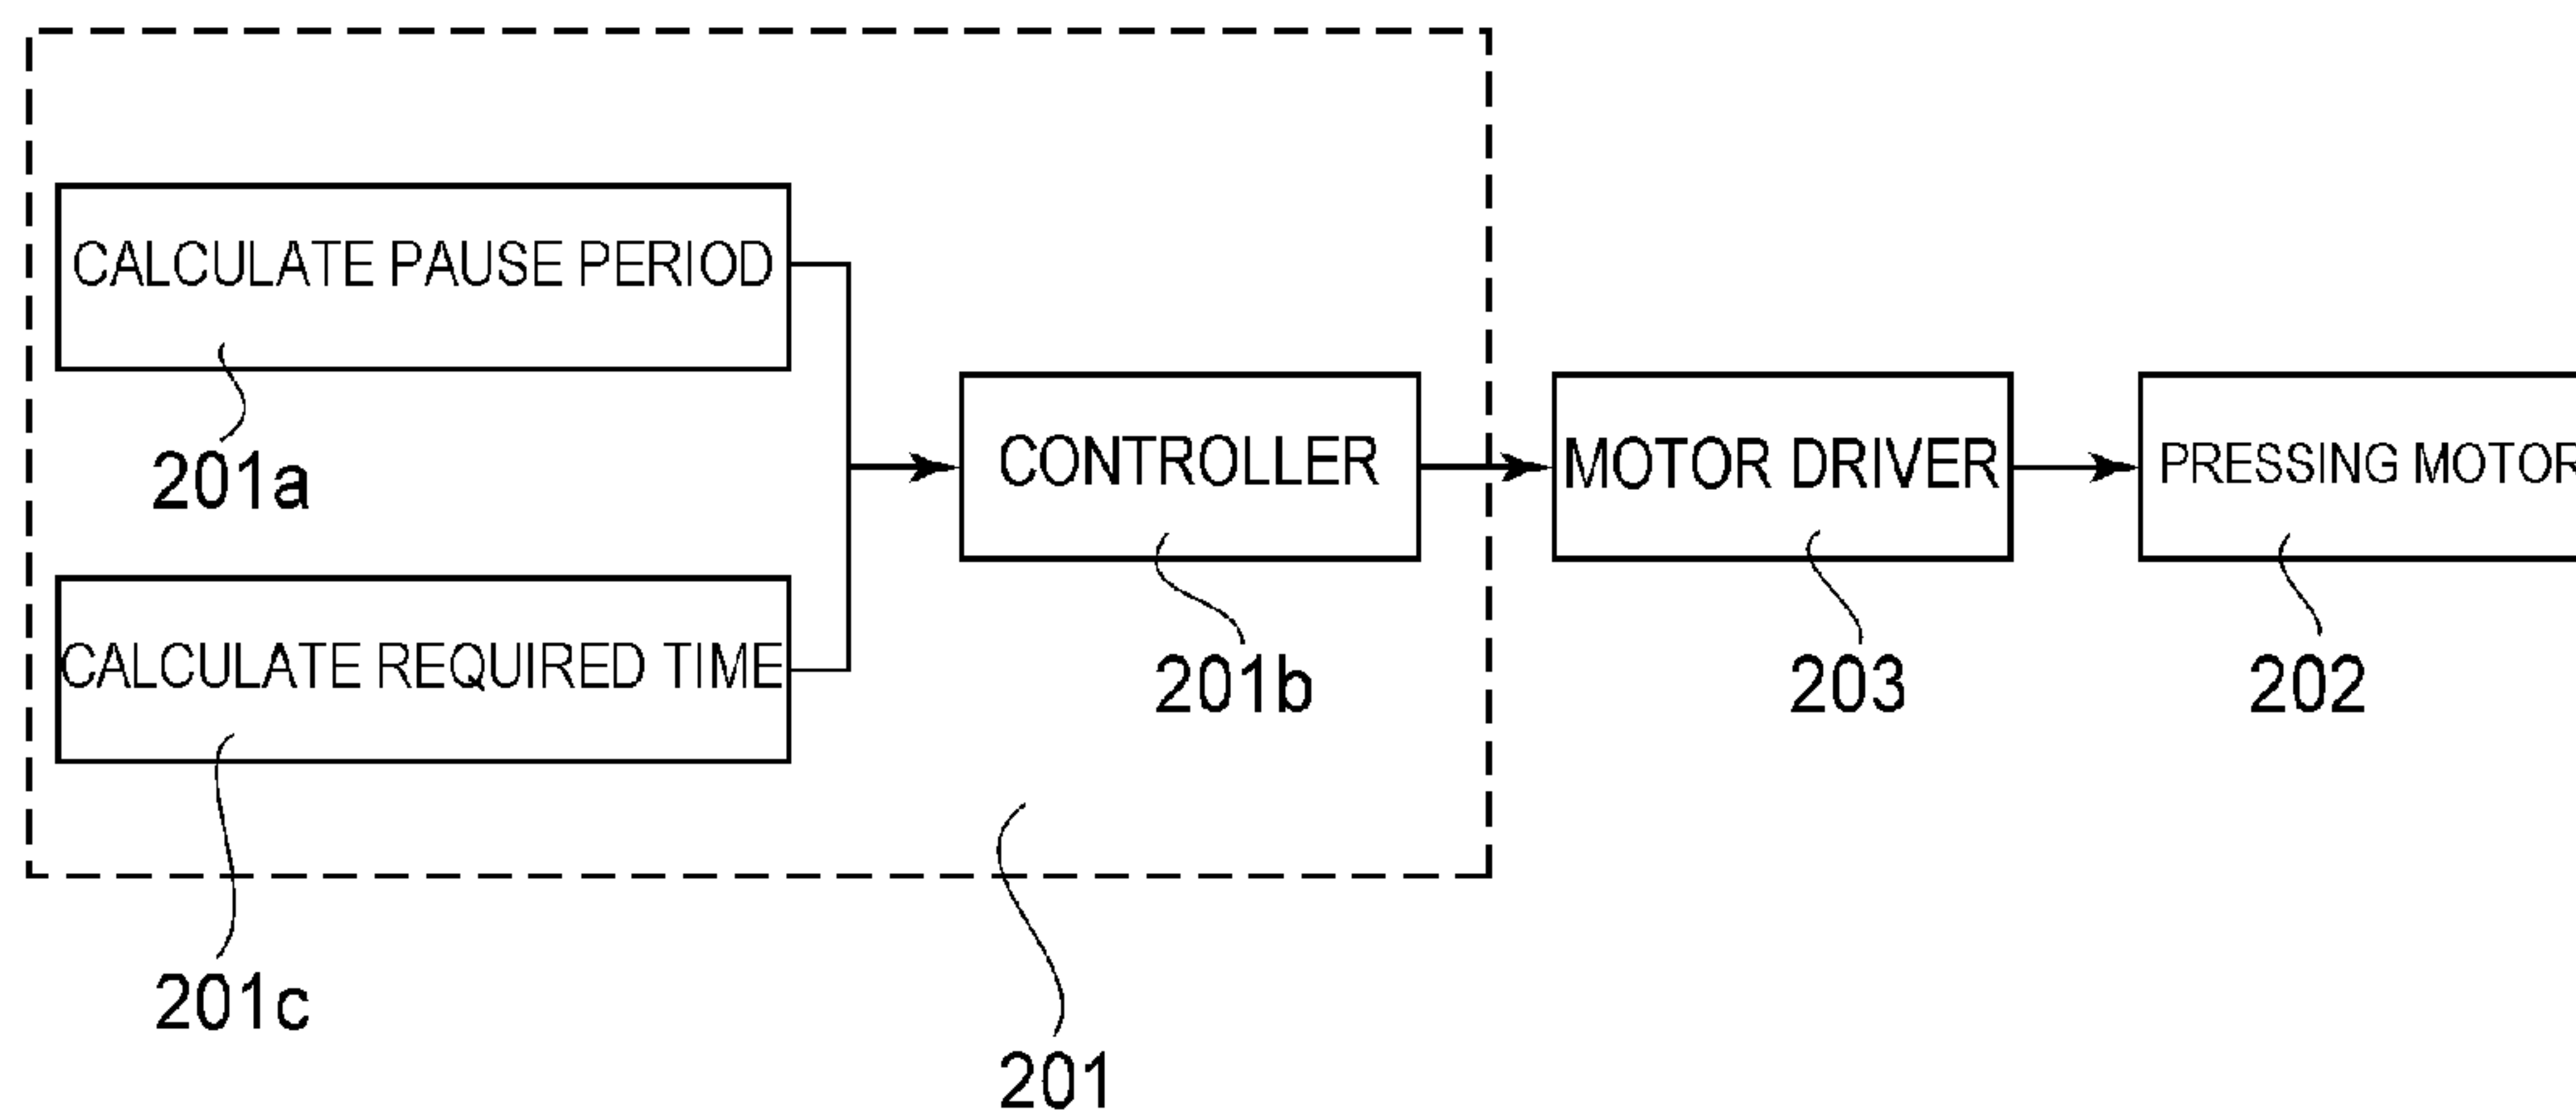 CALCULATE PAUSE PERIOD
201a
CONTROLLER
MOTOR DRIVER
PRESSING MOTOR
CALCULATE REQUIRED TIME
201b
203
202
201c
201